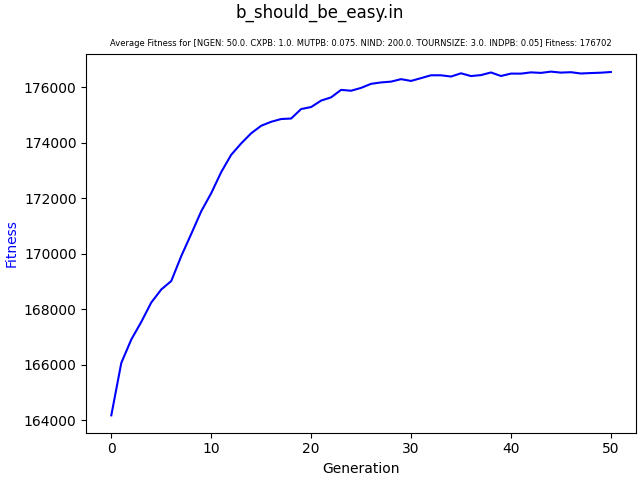 b_should_be_easy.in
Average Fitness for [NGEN: 50.0. CXPB: 1.0. MUTPB: 0.075. NIND: 200.0. TOURNSIZE: 3.0. INDPB: 0.05] Fitness: 176702
176000
174000
172000
170000
168000
166000
164000
Fitness
0 10 20 30 40 50
Generation